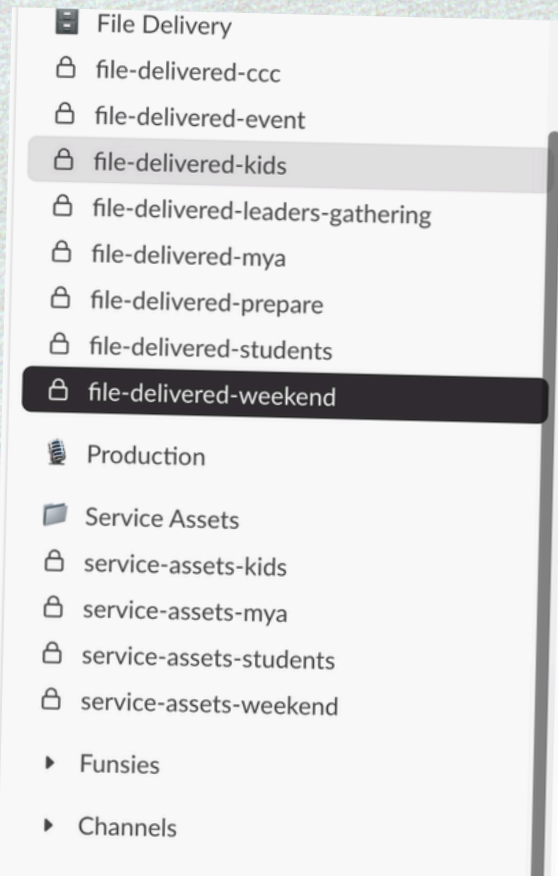 File Delivery
file-delivered-ccc
file-delivered-event
file-delivered-kids
file-delivered-leaders-gathering
file-delivered-mya
file-delivered-prepare
file-delivered-students
file-delivered-weekend
Production
Service Assets
service-assets-kids
service-assets-mya
service-assets-students
service-assets-weekend
Funsies
Channels